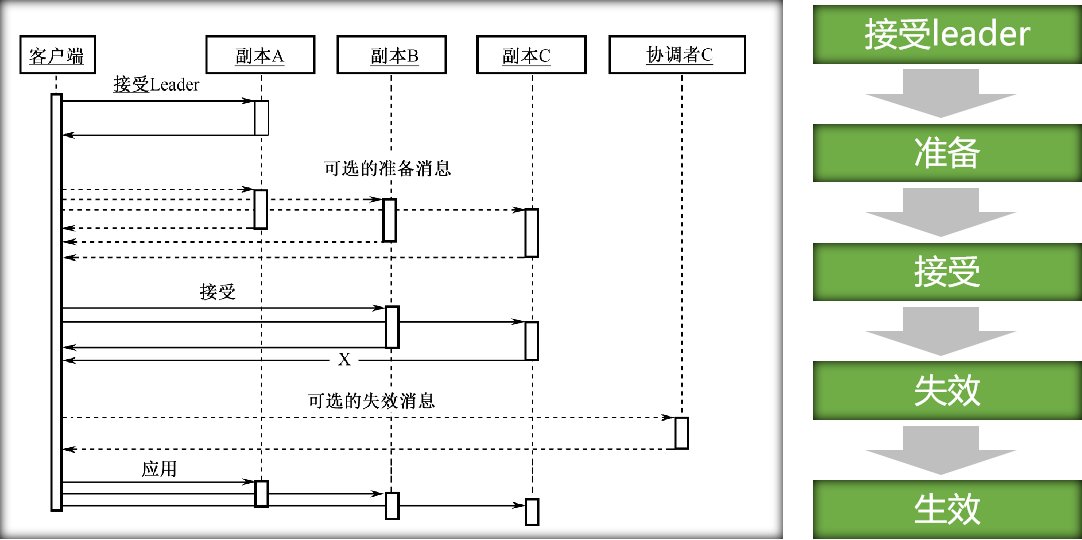 客户端
副本A
副本B
副本C
协调者C
接受Leader
可选的准备消息
接受
X
可选的失效消息
应用
接受leader
准备
接受
失效
生效